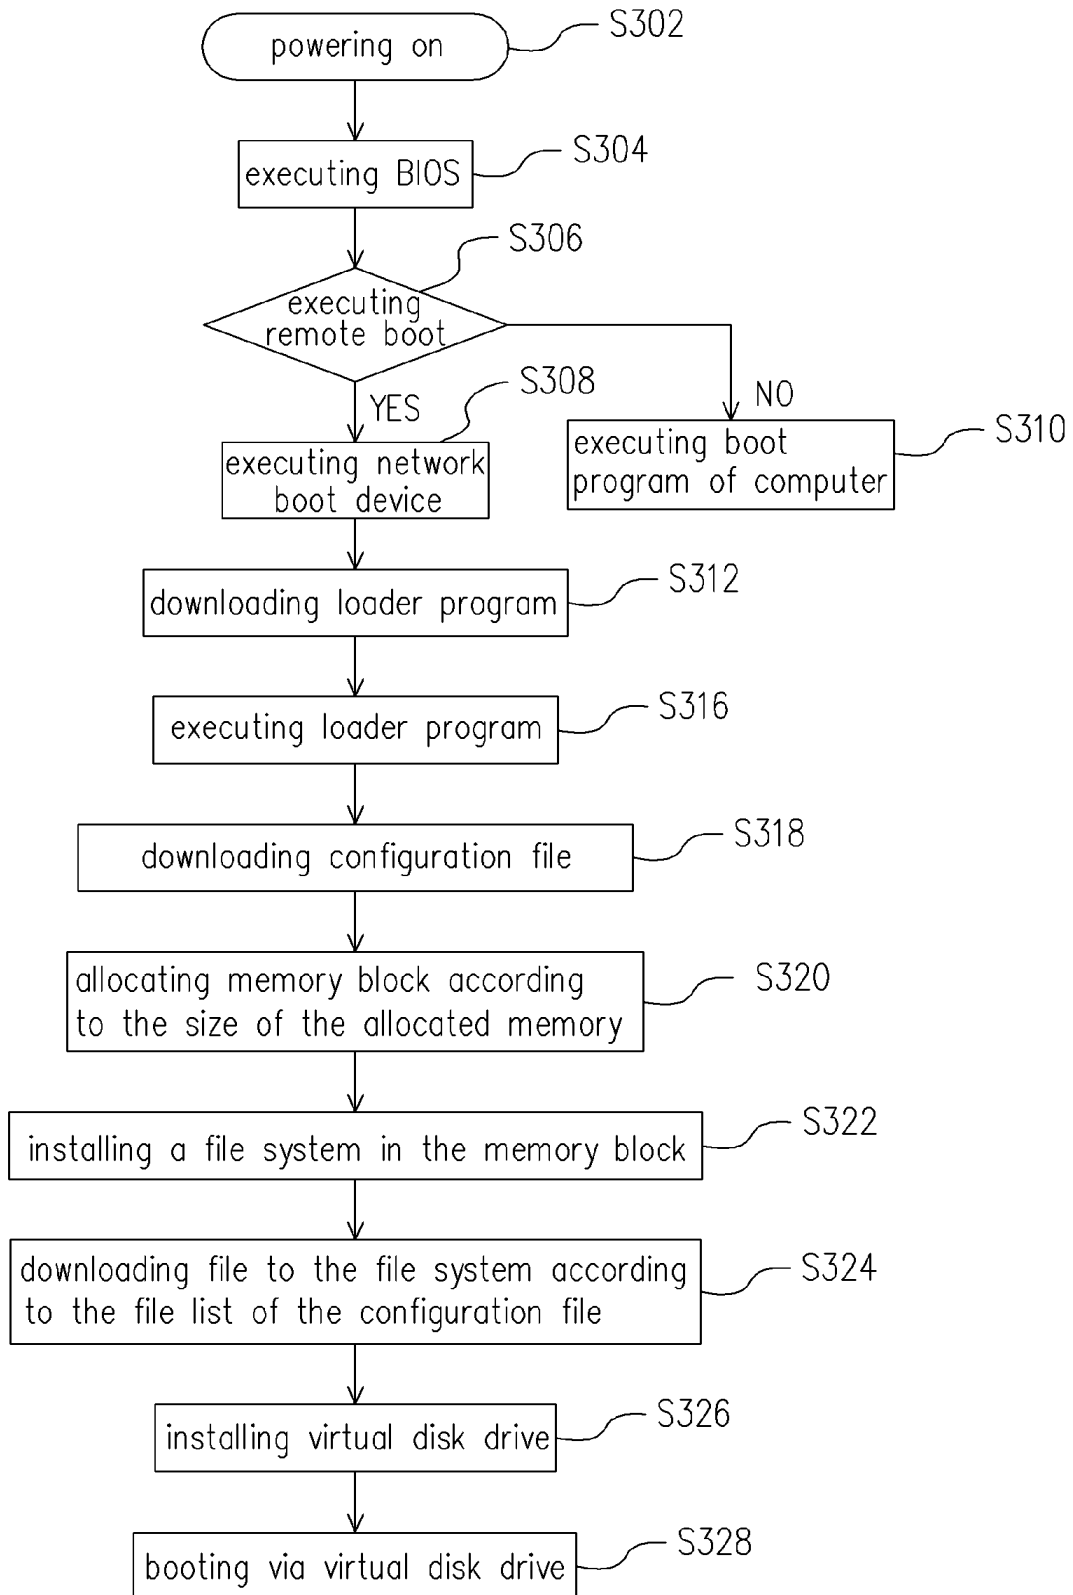 powering on
S302
executing BIOS
S304
S306
executing
remote boot
YES
NO
S308
executing network
boot device
executing boot
program of computer
S310
downloading loader program
S312
executing loader program
S316
downloading configuration file
S318
allocating memory block according
to the size of the allocated memory
S320
installing a file system in the memory block
S322
downloading file to the file system according
to the file list of the configuration file
S324
installing virtual disk drive
S326
booting via virtual disk drive
S328